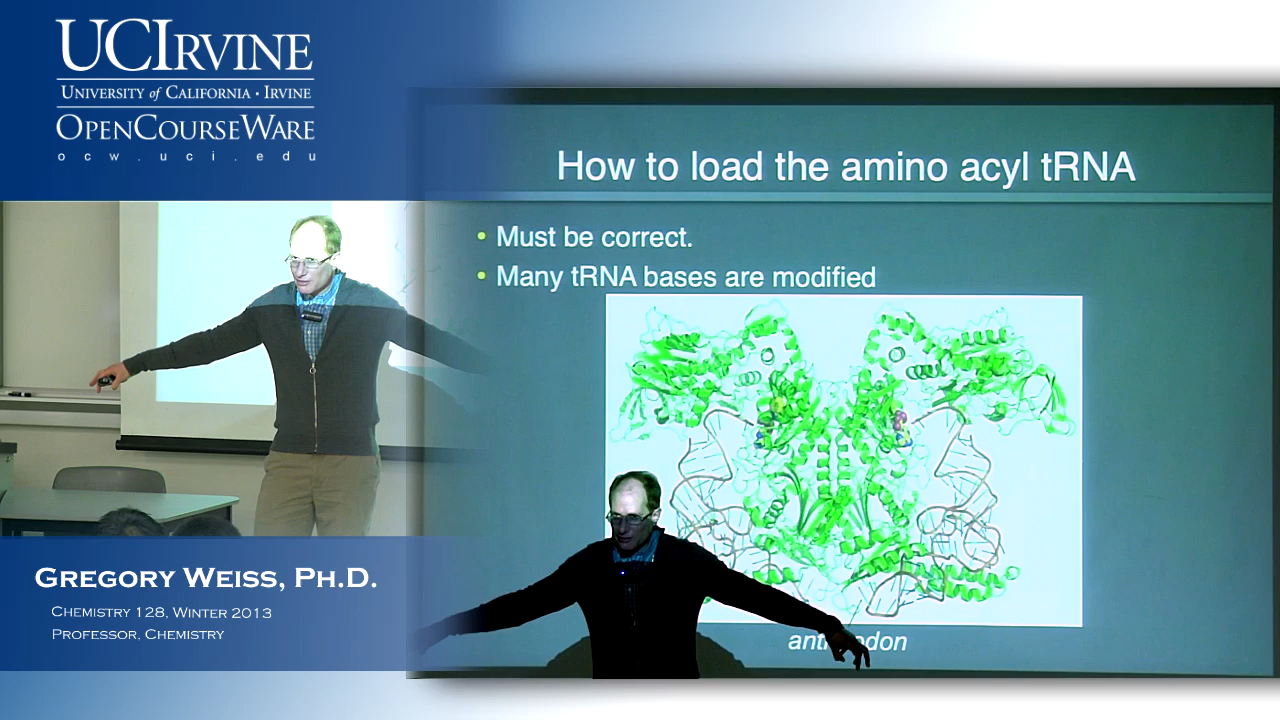 UCIRVINE
UNIVERSITY of CALIFORNIA · IRVINE
OPENCOURSEWARE
ocw.uci.edu
How to load the amino acyl tRNA
• Must be correct.
• Many tRNA bases are modified
GREGORY WEISS, PH.D.
CHEMISTRY 128, WINTER 2013
PROFESSOR, CHEMISTRY